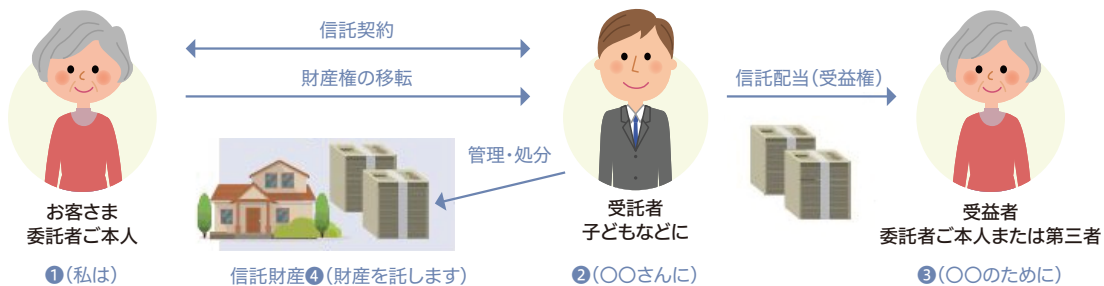 信託契約
財産権の移転
信託配当(受益権)
管理・処分
お客さま
委託者ご本人
受託者
子どもなどに
受益者
委託者ご本人または第三者
❶(私は)
信託財産❹(財産を託します)
❷(〇〇さんに)
❸(〇〇のために)